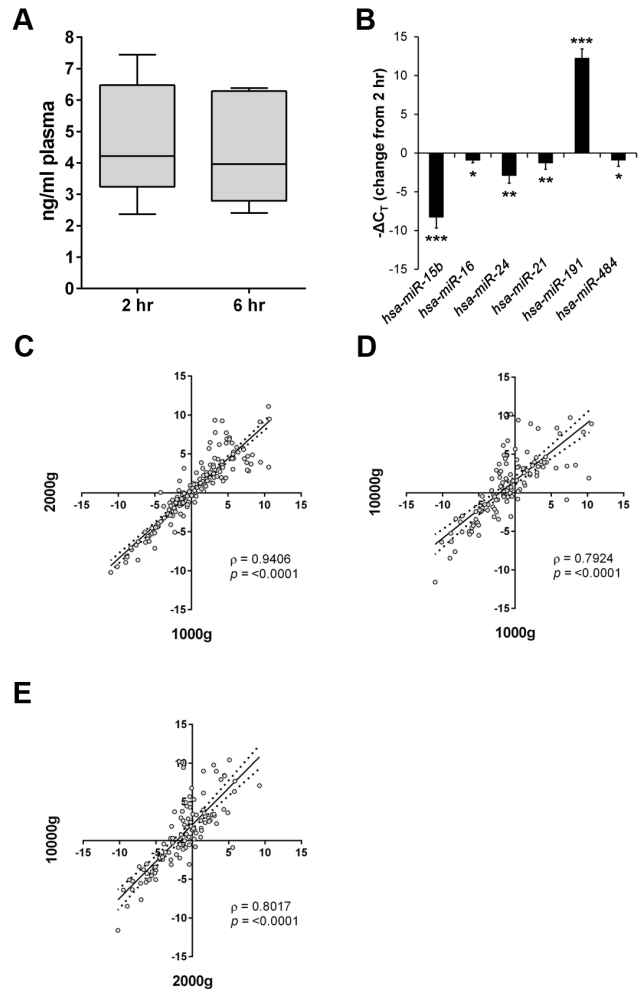 A
ng/ml plasma
8
7
6
5
4
3
2
1
0
2 hr
6 hr
B
-ΔCT (change from 2 hr)
15
10
5
0
-5
-10
-15
***
*
**
**
***
*
hsa-miR-15b
hsa-miR-16
hsa-miR-24
hsa-miR-21
hsa-miR-191
hsa-miR-484
C
2000g
15
10
5
-5
-10
-15
-15
-10
-5
0
5
10
15
ρ = 0.9406
p = <0.0001
1000g
D
10000g
15
10
5
-5
-10
-15
-15
-10
-5
0
5
10
15
ρ = 0.7924
p = <0.0001
1000g
E
10000g
15
10
5
-5
-10
-15
-15
-10
-5
0
5
10
15
ρ = 0.8017
p = <0.0001
2000g